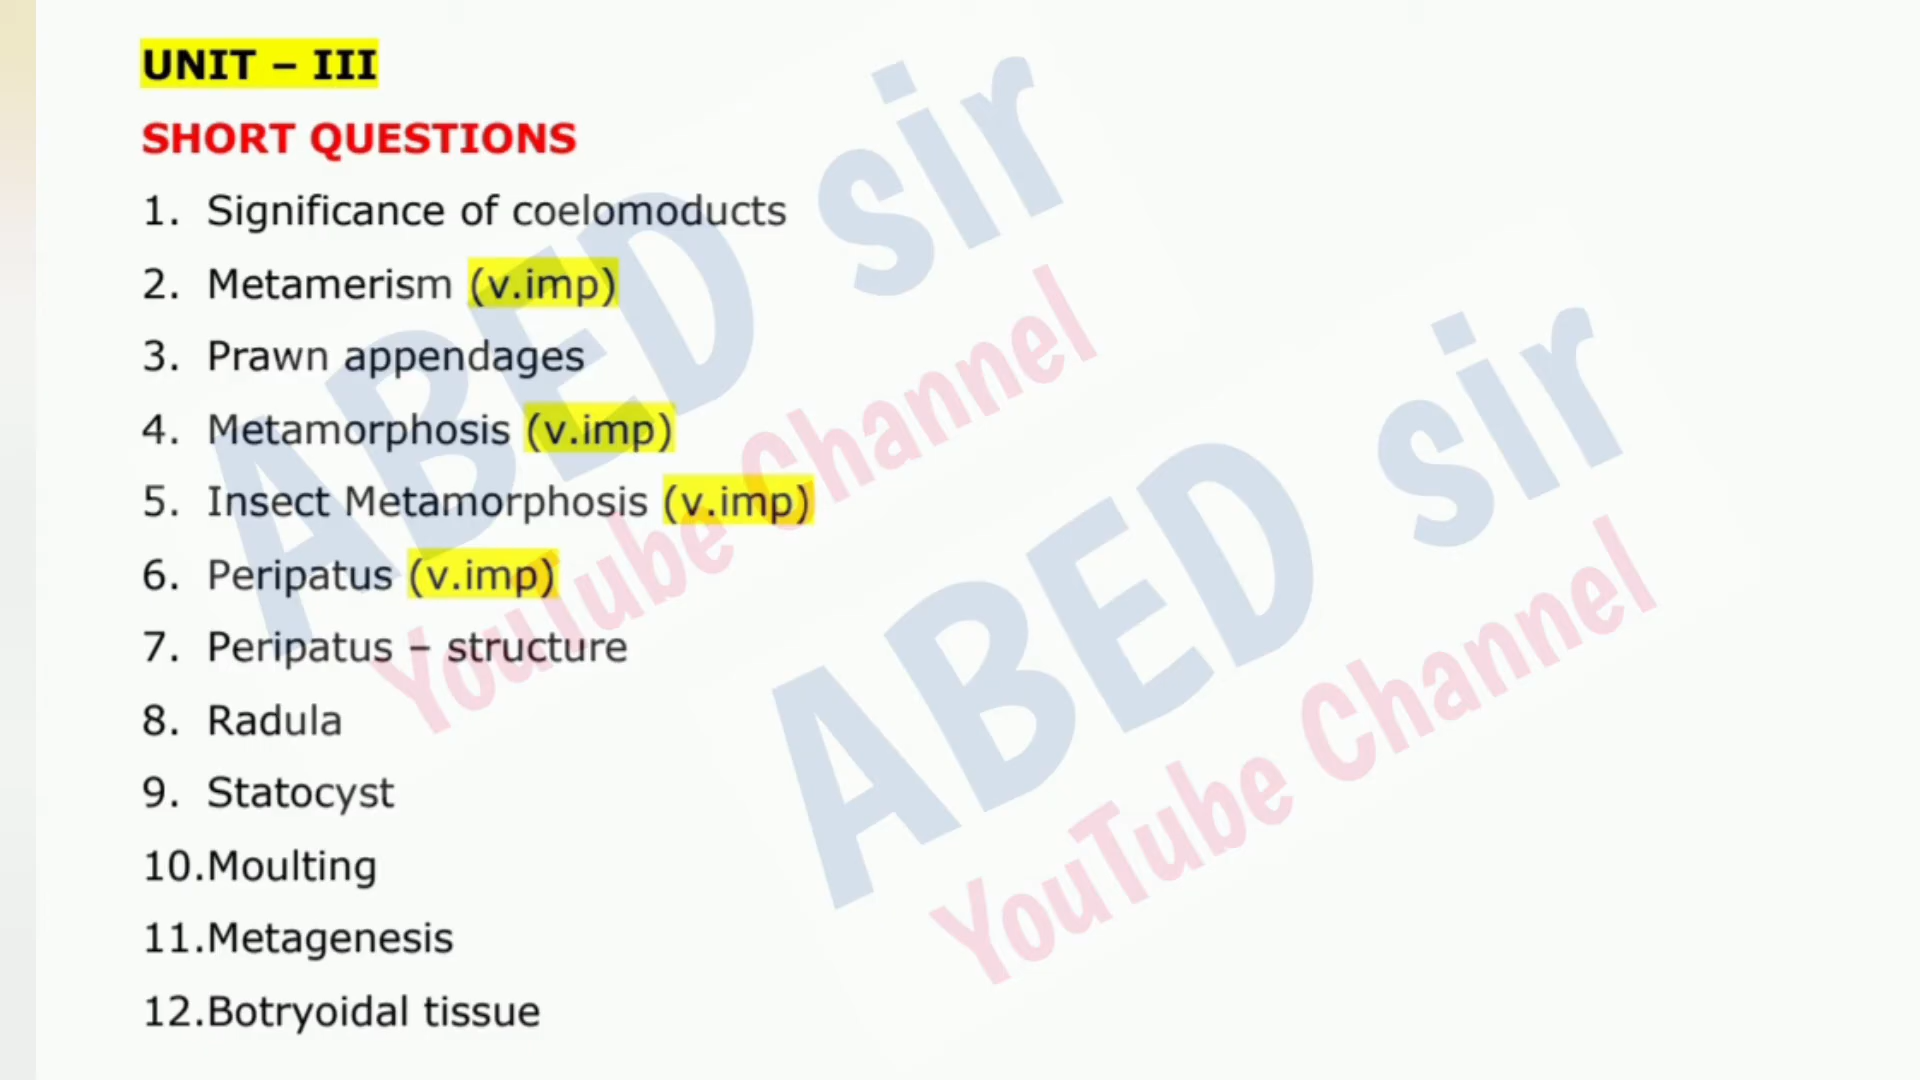 UNIT – III
SHORT QUESTIONS
1. Significance of coelomoducts
2. Metamerism (v.imp)
3. Prawn appendages
4. Metamorphosis (v.imp)
5. Insect Metamorphosis (v.imp)
6. Peripatus (v.imp)
7. Peripatus – structure
8. Radula
9. Statocyst
10.Moulting
11.Metagenesis
12.Botryoidal tissue
ABED sir
YouTube Channel
ABED sir
YouTube Channel